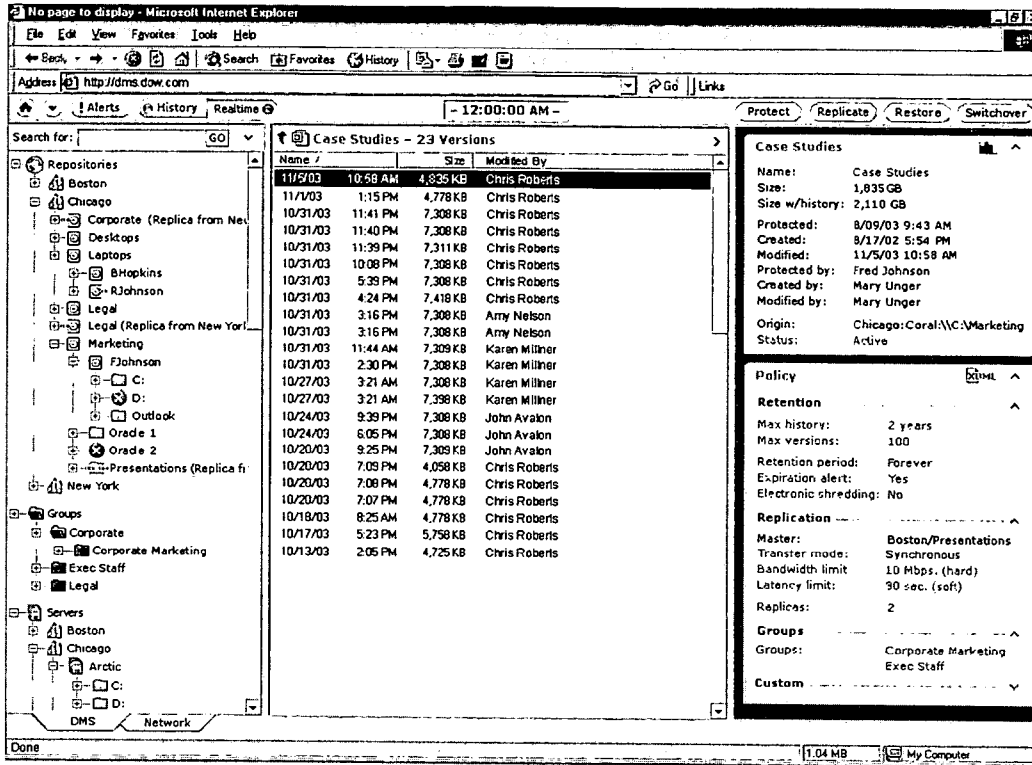 No page to display - Microsoft Internet Explorer
File Edit View Favorites Tools Help
Back Search Favorites History
Address http://dms.dow.com Go Links
! Alerts History Realtime - 12:00:00 AM - Protect Replicate Restore Switchover
Search for: GO
Repositories
Boston
Chicago
Corporate (Replica from Nev
Desktops
Laptops
BHopkins
RJohnson
Legal
Legal (Replica from New Yorl
Marketing
FJohnson
C:
D:
Outlook
Oracle 1
Oracle 2
Presentations (Replica fr
New York
Groups
Corporate
Corporate Marketing
Exec Staff
Legal
Servers
Boston
Chicago
Arctic
C:
D:
DMS Network
Case Studies - 23 Versions
Name / Size Modified By
11/5/03 10:58 AM 4,835 KB Chris Roberts
11/1/03 1:15 PM 4,778 KB Chris Roberts
10/31/03 11:41 PM 7,308 KB Chris Roberts
10/31/03 11:40 PM 7,308 KB Chris Roberts
10/31/03 11:39 PM 7,311 KB Chris Roberts
10/31/03 10:08 PM 7,308 KB Chris Roberts
10/31/03 5:39 PM 7,308 KB Chris Roberts
10/31/03 4:24 PM 7,418 KB Chris Roberts
10/31/03 3:16 PM 7,308 KB Amy Nelson
10/31/03 3:16 PM 7,308 KB Amy Nelson
10/31/03 11:44 AM 7,309 KB Karen Millner
10/31/03 2:30 PM 7,308 KB Karen Millner
10/27/03 3:21 AM 7,308 KB Karen Millner
10/27/03 3:21 AM 7,398 KB Karen Millner
10/24/03 9:39 PM 7,308 KB John Avalon
10/24/03 6:05 PM 7,308 KB John Avalon
10/20/03 9:25 PM 7,309 KB John Avalon
10/20/03 7:09 PM 4,058 KB Chris Roberts
10/20/03 7:08 PM 4,778 KB Chris Roberts
10/20/03 7:07 PM 4,778 KB Chris Roberts
10/18/03 8:25 AM 4,778 KB Chris Roberts
10/17/03 5:23 PM 5,758 KB Chris Roberts
10/13/03 2:05 PM 4,725 KB Chris Roberts
Case Studies
Name: Case Studies
Size: 1,835 GB
Size w/history: 2,110 GB
Protected: 8/09/03 9:43 AM
Created: 8/17/02 5:54 PM
Modified: 11/5/03 10:58 AM
Protected by: Fred Johnson
Created by: Mary Unger
Modified by: Mary Unger
Origin: Chicago:Coral:\\C:\Marketing
Status: Active
Policy XDML
Retention
Max history: 2 years
Max versions: 100
Retention period: Forever
Expiration alert: Yes
Electronic shredding: No
Replication
Master: Boston/Presentations
Transfer mode: Synchronous
Bandwidth limit 10 Mbps. (hard)
Latency limit: 30 sec. (soft)
Replicas: 2
Groups
Groups: Corporate Marketing
Exec Staff
Custom
Done 1.04 MB My Computer